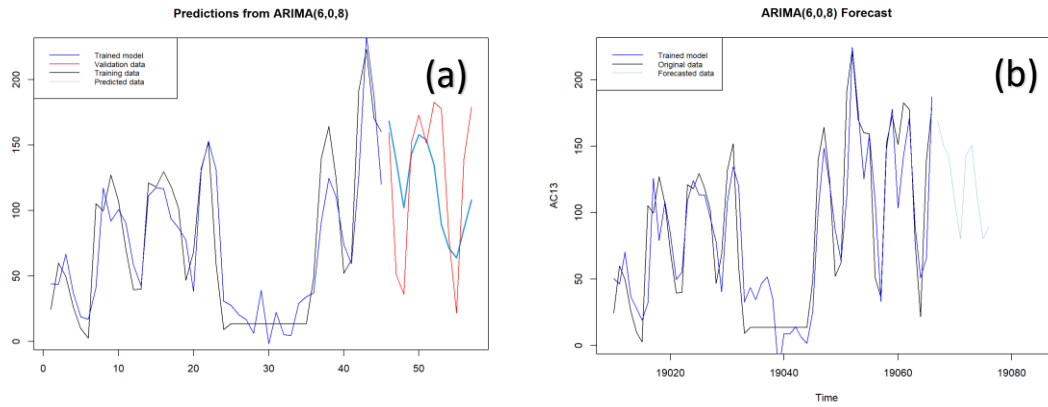 Predictions from ARIMA(6,0,8)
Trained model
Validation data
Training data
Predicted data
(a)
200
150
100
50
0
0 10 20 30 40 50
ARIMA(6,0,8) Forecast
Trained model
Original data
Forecasted data
(b)
AC13
200
150
100
50
0
19020 19040 19060 19080
Time